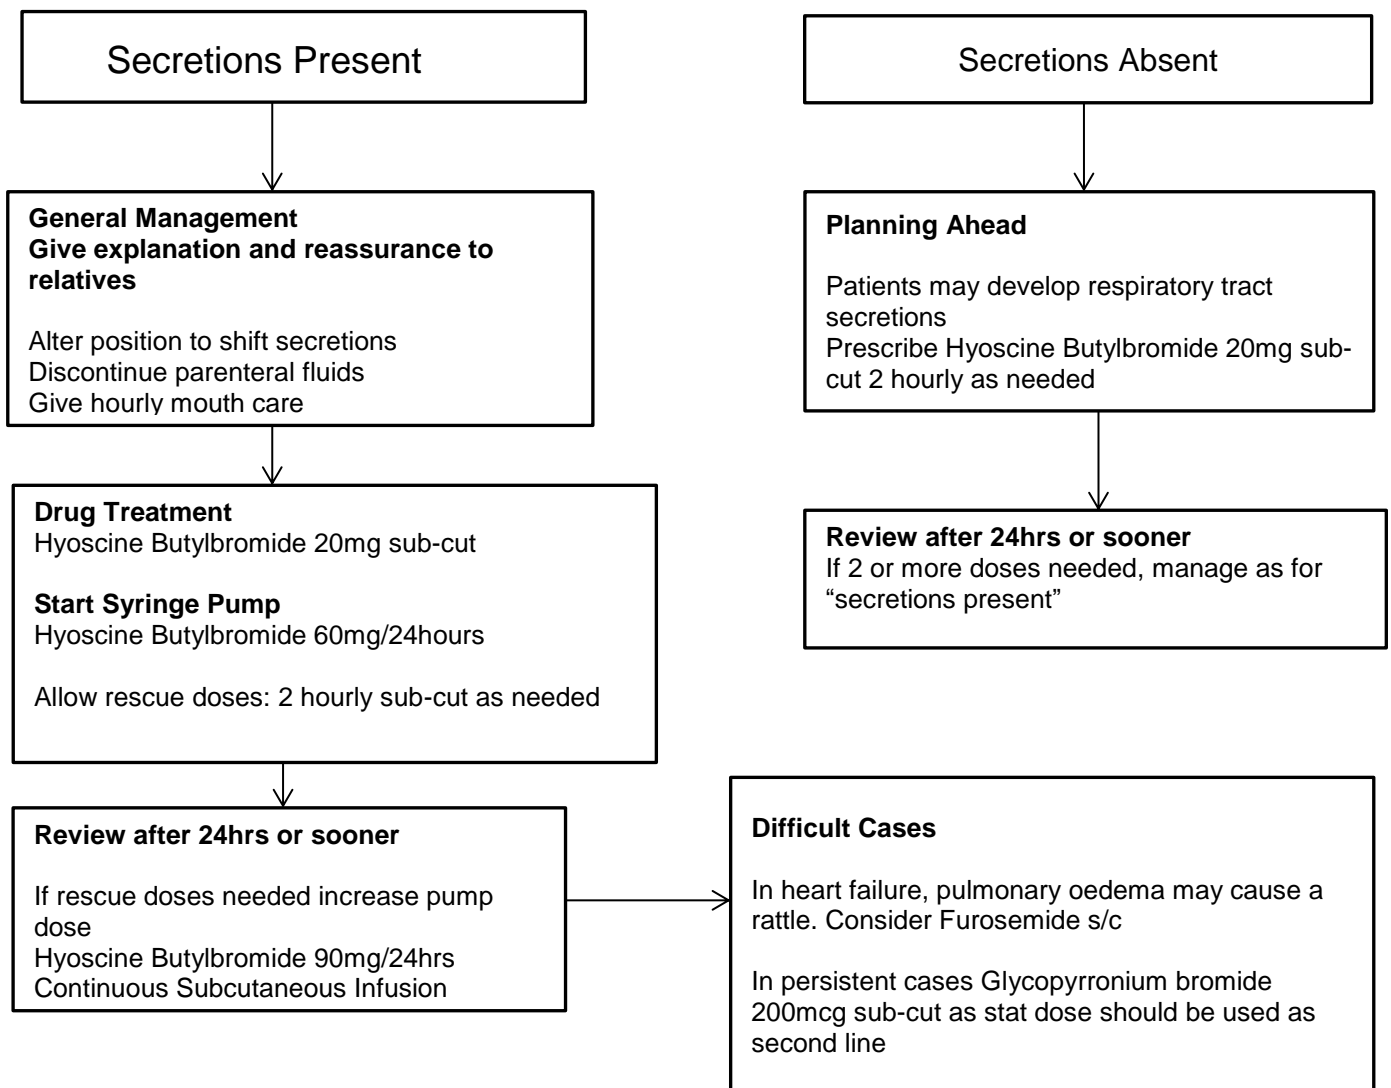 Secretions Present
General Management
Give explanation and reassurance to
relatives
Alter position to shift secretions
Discontinue parenteral fluids
Give hourly mouth care
Drug Treatment
Hyoscine Butylbromide 20mg sub-cut
Start Syringe Pump
Hyoscine Butylbromide 60mg/24hours
Allow rescue doses: 2 hourly sub-cut as needed
Review after 24hrs or sooner
If rescue doses needed increase pump
dose
Hyoscine Butylbromide 90mg/24hrs
Continuous Subcutaneous Infusion
Secretions Absent
Planning Ahead
Patients may develop respiratory tract
secretions
Prescribe Hyoscine Butylbromide 20mg sub-
cut 2 hourly as needed
Review after 24hrs or sooner
If 2 or more doses needed, manage as for
“secretions present”
Difficult Cases
In heart failure, pulmonary oedema may cause a
rattle. Consider Furosemide s/c
In persistent cases Glycopyrronium bromide
200mcg sub-cut as stat dose should be used as
second line